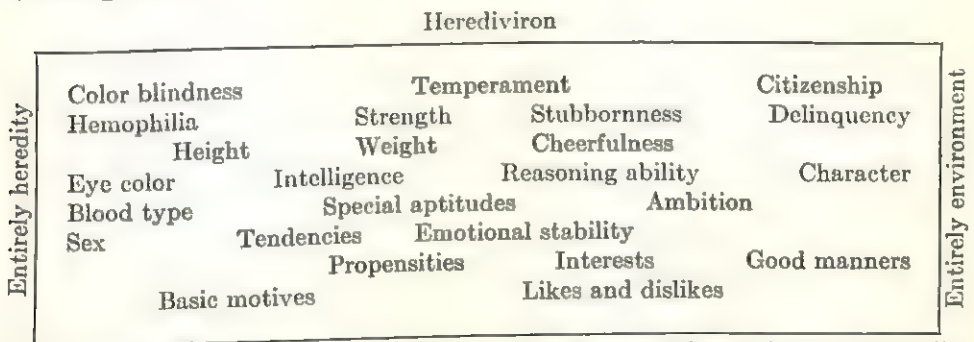 Herediviron
Entirely heredity
Color blindness Temperament Citizenship
Hemophilia Strength Stubbornness Delinquency
Height Weight Cheerfulness
Eye color Intelligence Reasoning ability Character
Blood type Special aptitudes Ambition
Sex Tendencies Emotional stability
Propensities Interests Good manners
Basic motives Likes and dislikes
Entirely environment